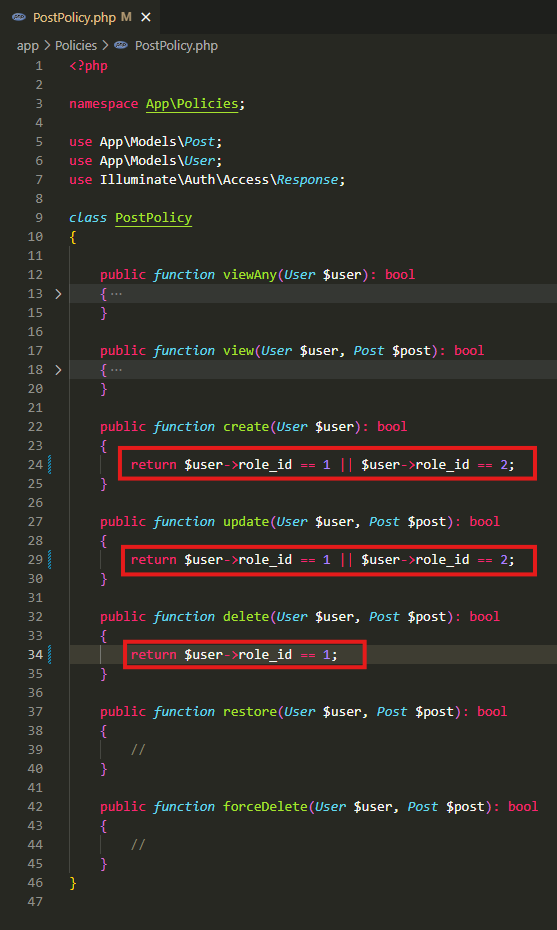 PostPolicy.php M ×
app > Policies > PostPolicy.php
1 <?php
2
3 namespace App\Policies;
4
5 use App\Models\Post;
6 use App\Models\User;
7 use Illuminate\Auth\Access\Response;
8
9 class PostPolicy
10 {
11
12 public function viewAny(User $user): bool
13 > { ...
15 }
16
17 public function view(User $user, Post $post): bool
18 > { ...
20 }
21
22 public function create(User $user): bool
23 {
24 return $user->role_id == 1 || $user->role_id == 2;
25 }
26
27 public function update(User $user, Post $post): bool
28 {
29 return $user->role_id == 1 || $user->role_id == 2;
30 }
31
32 public function delete(User $user, Post $post): bool
33 {
34 return $user->role_id == 1;
35 }
36
37 public function restore(User $user, Post $post): bool
38 {
39 //
40 }
41
42 public function forceDelete(User $user, Post $post): bool
43 {
44 //
45 }
46 }
47